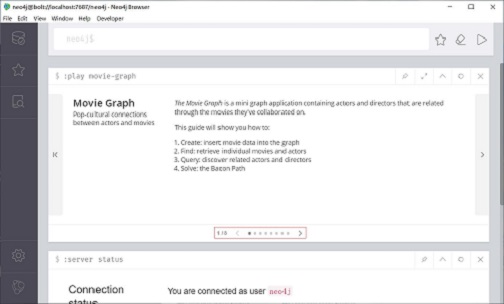 neo4j@bolt://localhost:7687/neo4j - Neo4j Browser
File Edit View Window Help Developer
neo4j$
$ :play movie-graph
Movie Graph
Pop-cultural connections
between actors and movies
The Movie Graph is a mini graph application containing actors and directors that are related
through the movies they've collaborated on.
This guide will show you how to:
1. Create: insert movie data into the graph
2. Find: retrieve individual movies and actors
3. Query: discover related actors and directors
4. Solve: the Bacon Path
$ :server status
Connection
status
You are connected as user neo4j